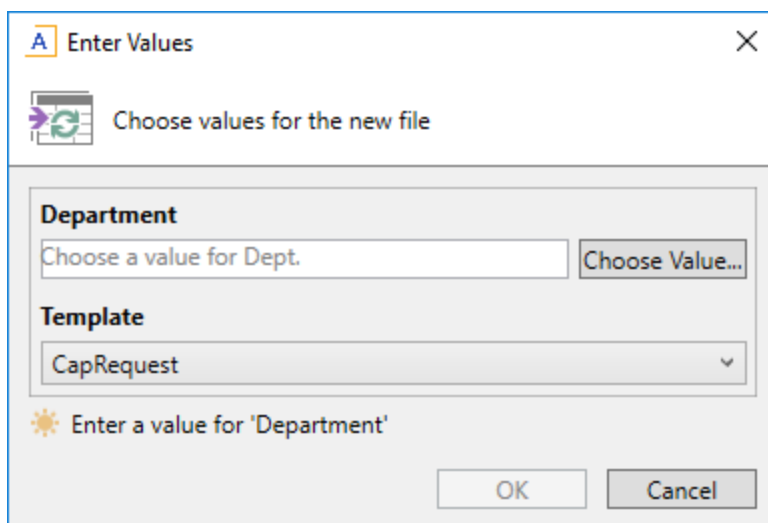 A Enter Values
Choose values for the new file
Department
Choose a value for Dept. Choose Value...
Template
CapRequest
Enter a value for 'Department'
OK Cancel